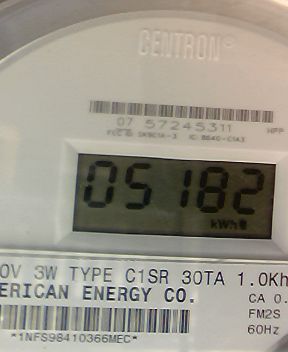 CENTRON®
07 57245311
KWH
05182
kWh
0V 3W TYPE C1SR 30TA 1.0Kh
ERICAN ENERGY CO.
CA 0.
FM2S
60Hz
*1NFS98410366MEC*